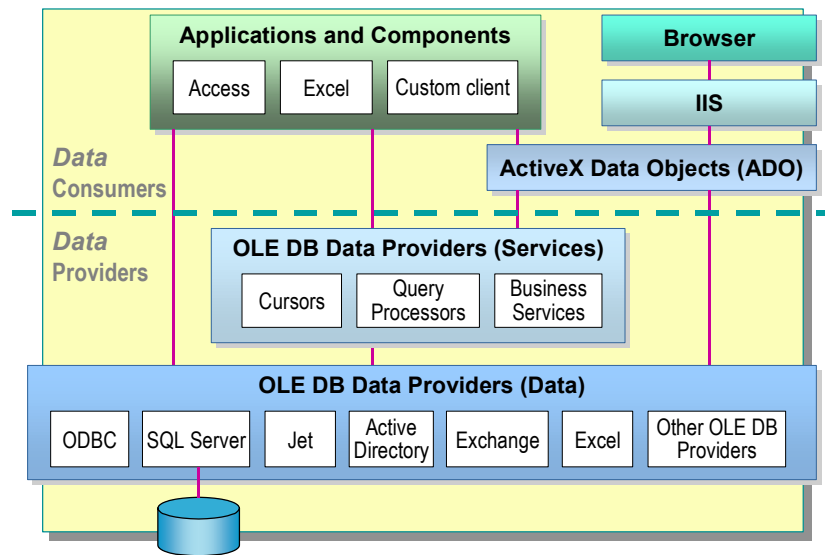 Applications and Components
Access
Excel
Custom client
Browser
IIS
ActiveX Data Objects (ADO)
Data
Consumers
Data
Providers
OLE DB Data Providers (Services)
Cursors
Query
Processors
Business
Services
OLE DB Data Providers (Data)
ODBC
SQL Server
Jet
Active
Directory
Exchange
Excel
Other OLE DB
Providers